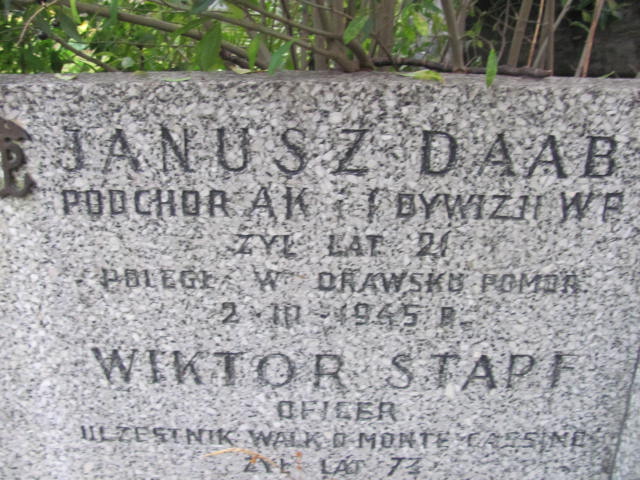 JANUSZ DAAB
PODCHOR AK I DYWIZJI WP
ŻYŁ LAT 21
POLEGŁ W DRAWSKU POMOR.
2 III 1945 R.
WIKTOR STAPF
OFICER
UCZESTNIK WALK O MONTE CASSINO
ŻYŁ LAT